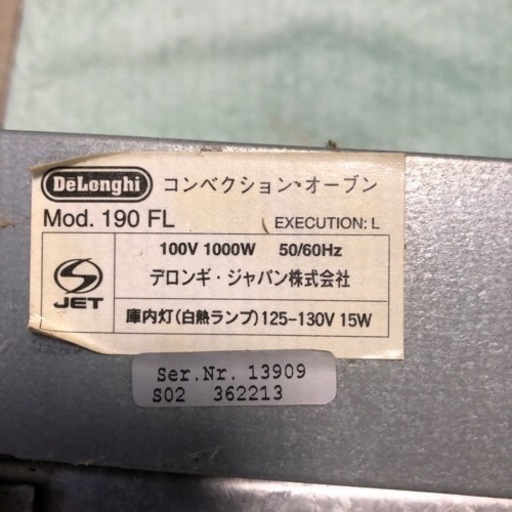 DeLonghi コンベクション・オーブン
Mod. 190 FL EXECUTION: L
100V 1000W 50/60Hz
デロンギ・ジャパン株式会社
JET
庫内灯(白熱ランプ)125-130V 15W
Ser.Nr. 13909
S02 362213